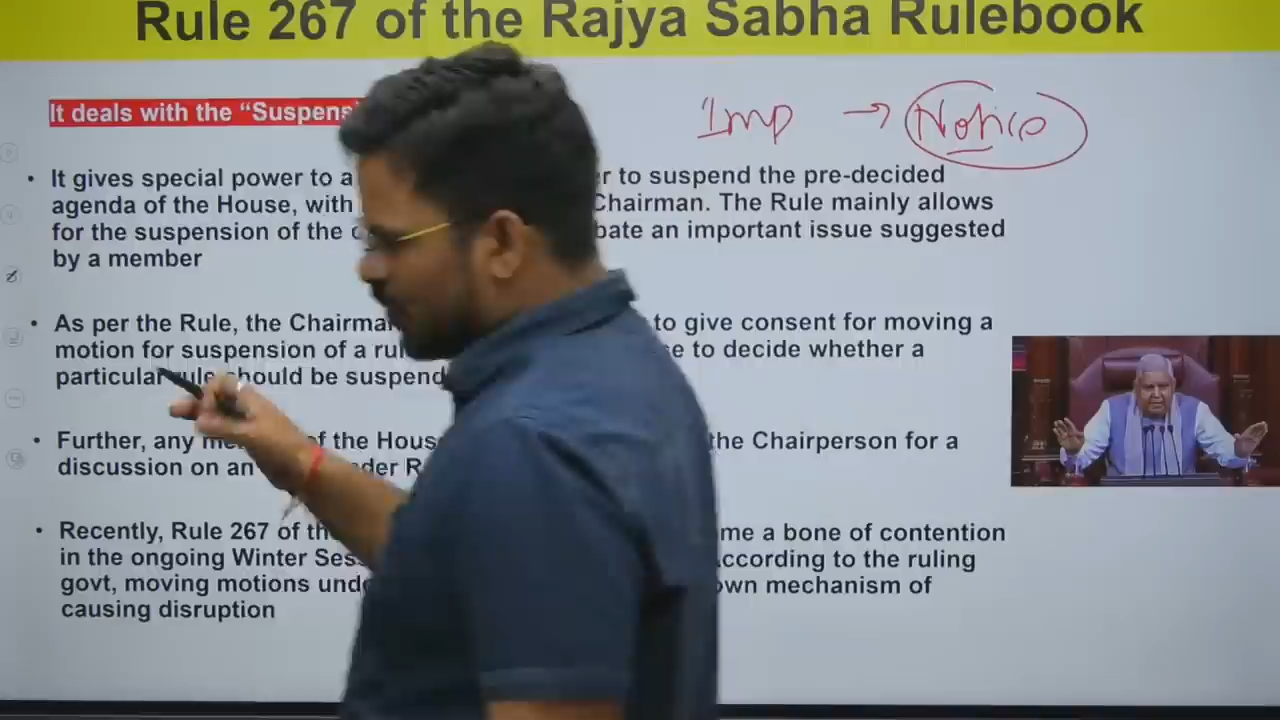 Rule 267 of the Rajya Sabha Rulebook
It deals with the “Suspens
Imp → Notice
• It gives special power to a r to suspend the pre-decided
agenda of the House, with Chairman. The Rule mainly allows
for the suspension of the bate an important issue suggested
by a member
• As per the Rule, the Chairma to give consent for moving a
motion for suspension of a ru e to decide whether a
particular rule should be suspend
• Further, any of the Hous the Chairperson for a
discussion on an der R
• Recently, Rule 267 of th me a bone of contention
in the ongoing Winter Ses ccording to the ruling
govt, moving motions und own mechanism of
causing disruption